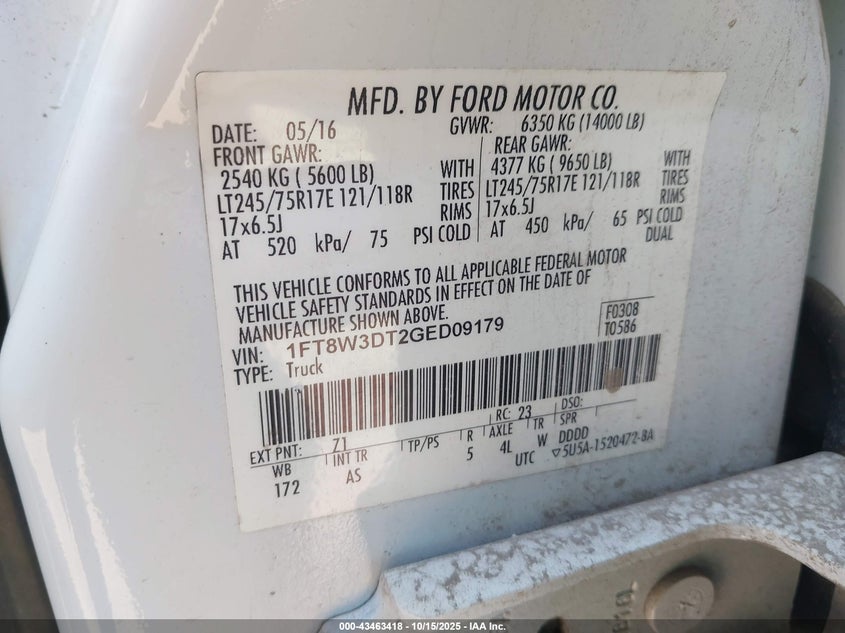 MFD. BY FORD MOTOR CO.
DATE: 05/16 GVWR: 6350 KG (14000 LB)
FRONT GAWR: REAR GAWR:
2540 KG ( 5600 LB) WITH 4377 KG ( 9650 LB) WITH
LT245/75R17E 121/118R TIRES LT245/75R17E 121/118R TIRES
17x6.5J RIMS 17x6.5J RIMS
AT 520 kPa/ 75 PSI COLD AT 450 kPa/ 65 PSI COLD
DUAL
THIS VEHICLE CONFORMS TO ALL APPLICABLE FEDERAL MOTOR
VEHICLE SAFETY STANDARDS IN EFFECT ON THE DATE OF
MANUFACTURE SHOWN ABOVE.
VIN: 1FT8W3DT2GED09179
TYPE: Truck
F0308
T0586
EXT PNT: Z1 RC: 23 DSO:
WB INT TR TP/PS R AXLE TR SPR
172 AS 5 4L W DDDD
UTC ▽5U5A-1520472-BA
000-43463418 - 10/15/2025 - IAA Inc.